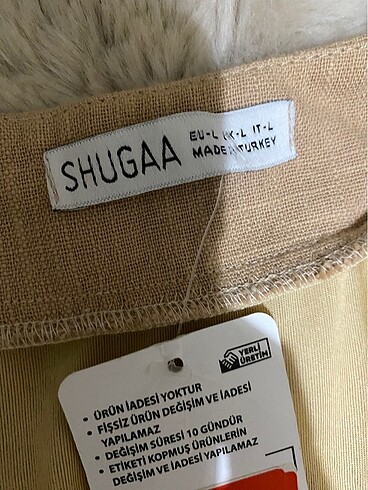 SHUGAA
EU-L UK-L IT-L
MADE IN TURKEY
YERLİ
ÜRETİM
• ÜRÜN İADESİ YOKTUR
• FİŞSİZ ÜRÜN DEĞİŞİM VE İADESİ
YAPILAMAZ
• DEĞİŞİM SÜRESİ 10 GÜNDÜR
• ETİKETİ KOPMUŞ ÜRÜNLERİN
DEĞİŞİM VE İADESİ YAPILAMAZ